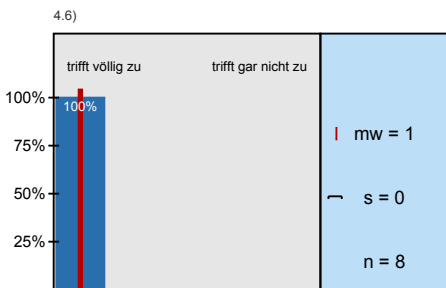 4.6)
trifft völlig zu trifft gar nicht zu
100%
100%
mw = 1
75%
50%
s = 0
25%
n = 8